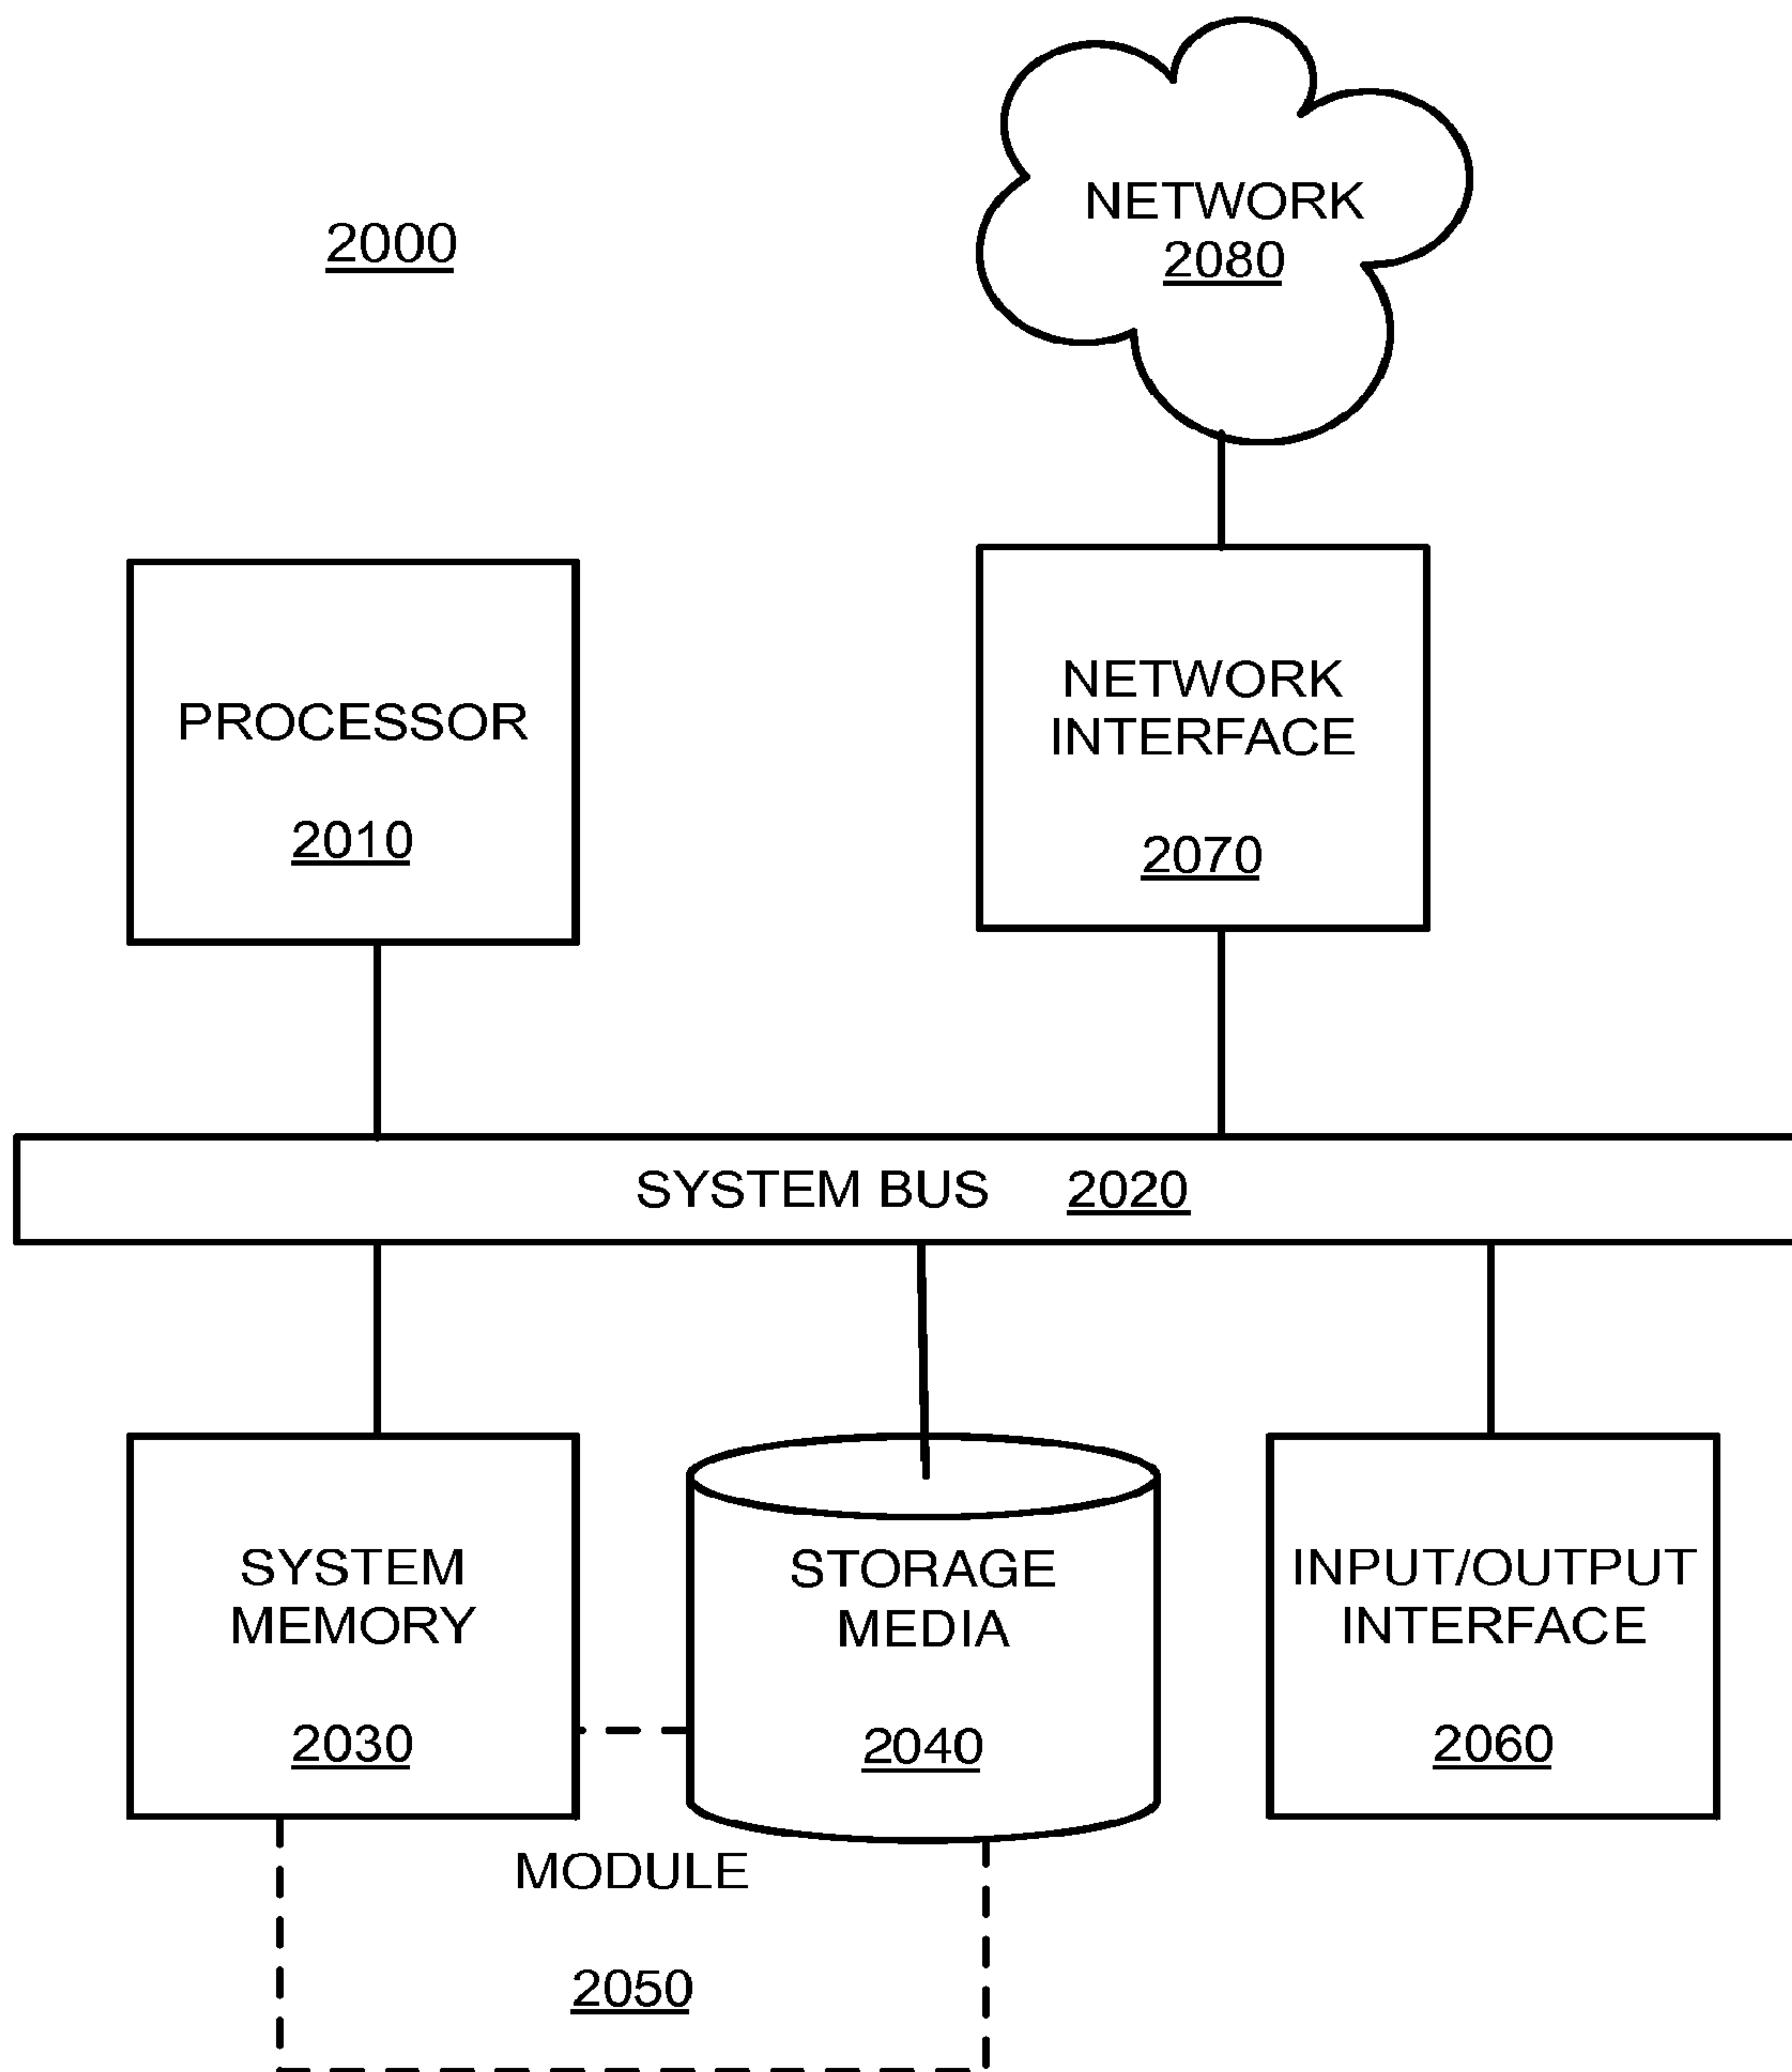 2000
NETWORK
2080
PROCESSOR
2010
NETWORK
INTERFACE
2070
SYSTEM BUS 2020
SYSTEM
MEMORY
2030
STORAGE
MEDIA
2040
INPUT/OUTPUT
INTERFACE
2060
MODULE
2050